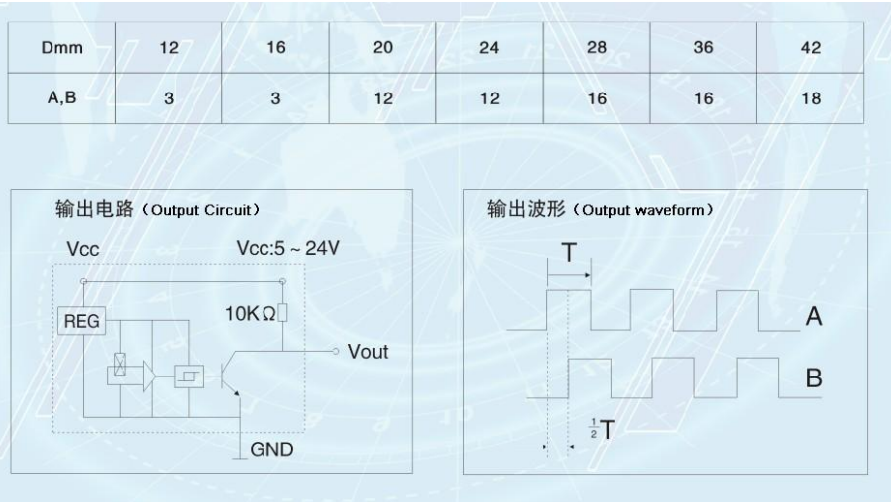 Dmm 12 16 20 24 28 36 42
A,B 3 3 12 12 16 16 18
输出电路（Output Circuit）
Vcc Vcc:5 ~ 24V
REG 10KΩ
Vout
GND
输出波形（Output waveform）
T
A
B
½T